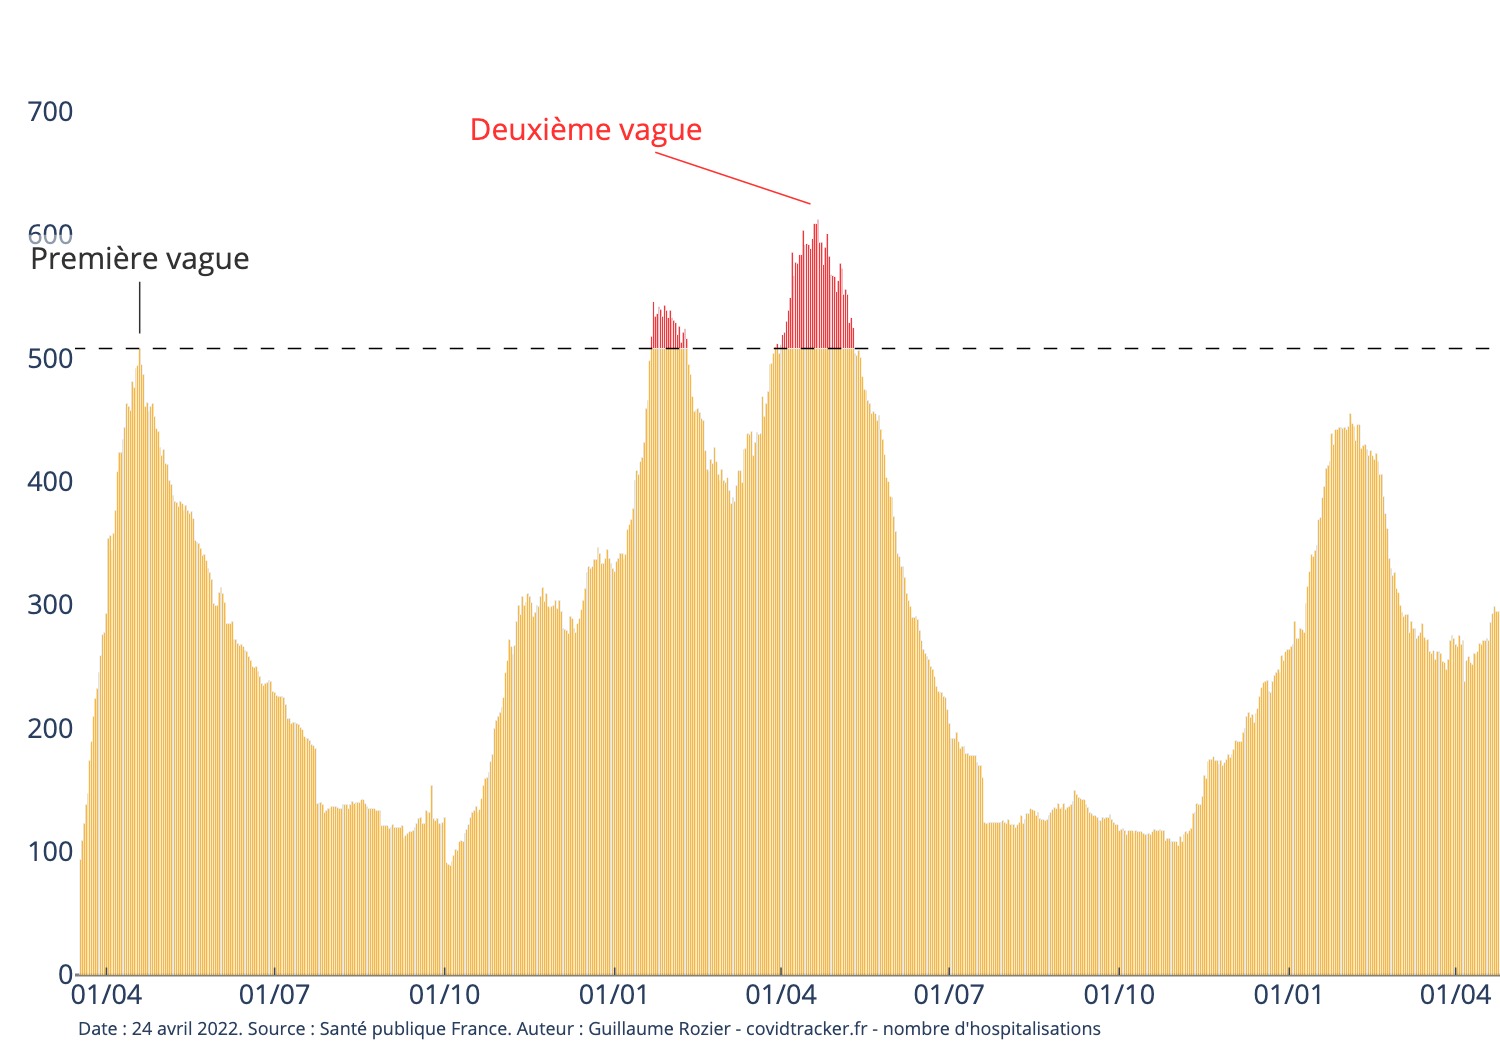 700
Deuxième vague
600
Première vague
500
400
300
200
100
0
01/04 01/07 01/10 01/01 01/04 01/07 01/10 01/01 01/04
Date : 24 avril 2022. Source : Santé publique France. Auteur : Guillaume Rozier - covidtracker.fr - nombre d'hospitalisations